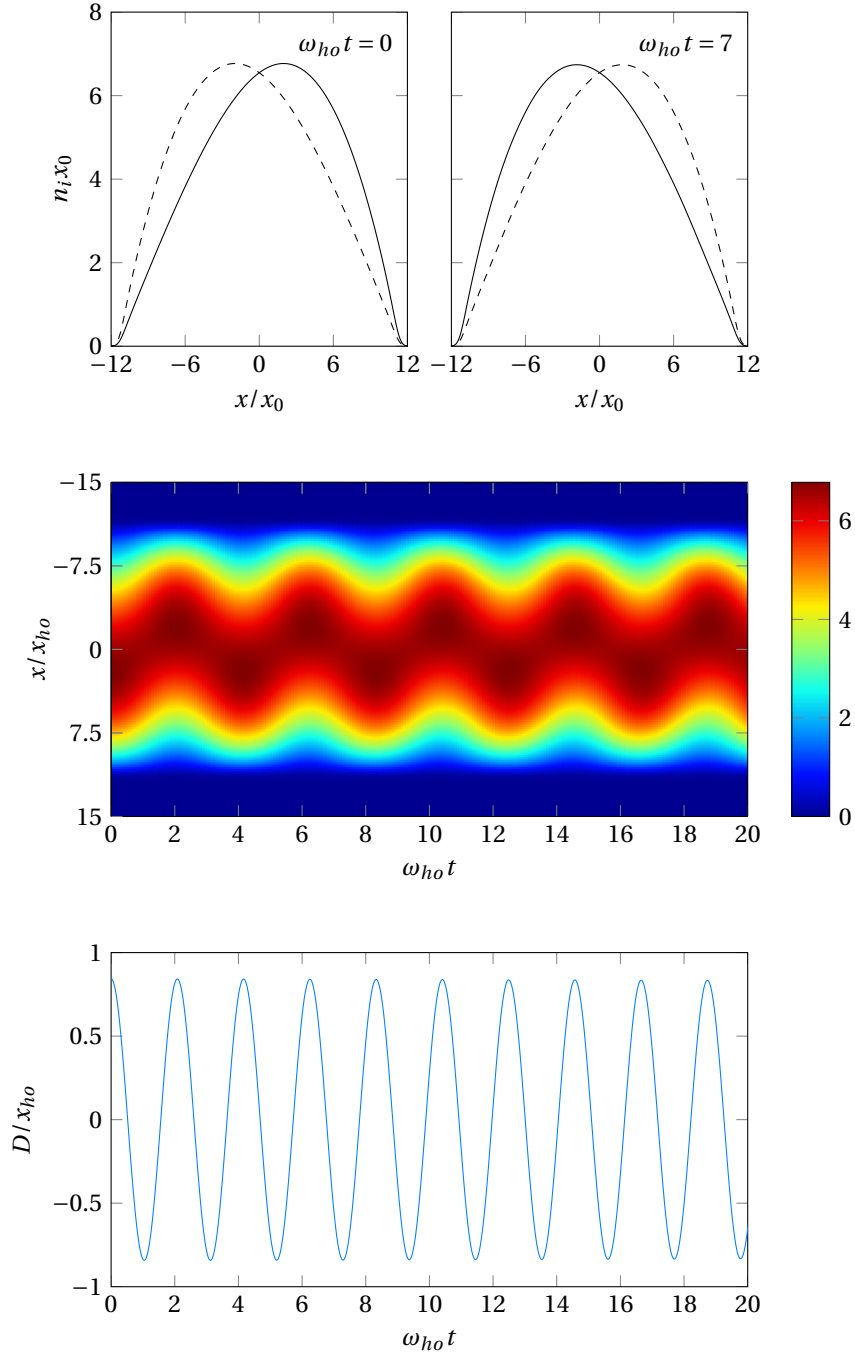 8
6
4
2
0
n_i x_0
ω_{ho} t = 0
ω_{ho} t = 7
−12 −6 0 6 12
−12 −6 0 6 12
x/x_0
x/x_0
−15
-7.5
0
7.5
15
x/x_{ho}
0 2 4 6 8 10 12 14 16 18 20
ω_{ho} t
6
4
2
0
1
0.5
0
−0.5
−1
D/x_{ho}
0 2 4 6 8 10 12 14 16 18 20
ω_{ho} t